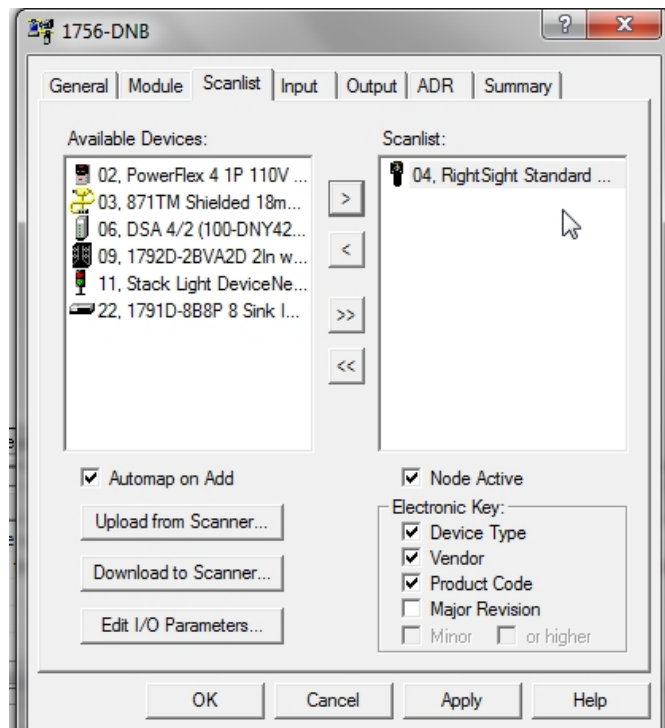 1756-DNB
General Module Scanlist Input Output ADR Summary
Available Devices:
02, PowerFlex 4 1P 110V ...
03, 871TM Shielded 18m...
06, DSA 4/2 (100-DNY42...
09, 1792D-2BVA2D 2In w...
11, Stack Light DeviceNe...
22, 1791D-8B8P 8 Sink I...
>
<
>>
<<
Scanlist:
04, RightSight Standard ...
Automap on Add
Upload from Scanner...
Download to Scanner...
Edit I/O Parameters...
Node Active
Electronic Key:
Device Type
Vendor
Product Code
Major Revision
Minor or higher
OK Cancel Apply Help